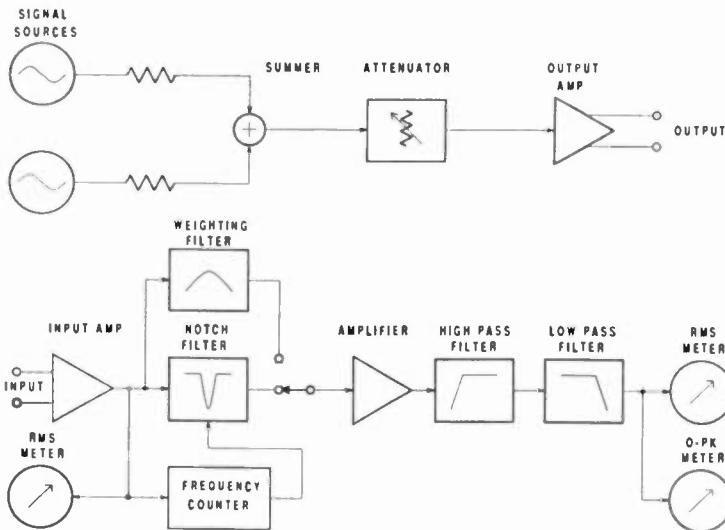 SIGNAL
SOURCES
SUMMER
ATTENUATOR
OUTPUT
AMP
OUTPUT
WEIGHTING
FILTER
INPUT AMP
NOTCH
FILTER
AMPLIFIER
HIGH PASS
FILTER
LOW PASS
FILTER
RMS
METER
INPUT
RMS
METER
FREQUENCY
COUNTER
O-PK
METER